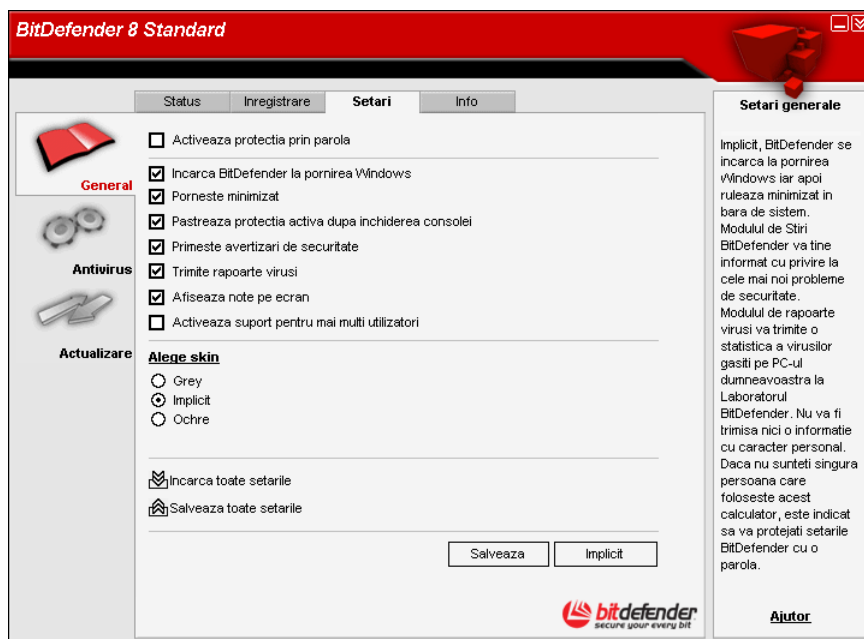 BitDefender 8 Standard
Status
Inregistrare
Setari
Info
General
Antivirus
Actualizare
Activeaza protectia prin parola
Incarca BitDefender la pornirea Windows
Porneste minimizat
Pastreaza protectia activa dupa inchiderea consolei
Primeste avertizari de securitate
Trimite rapoarte virusi
Afiseaza note pe ecran
Activeaza suport pentru mai multi utilizatori
Alege skin
Grey
Implicit
Ochre
Incarca toate setarile
Salveaza toate setarile
Salveaza
Implicit
bitdefender
secure your every bit
Setari generale
Implicit, BitDefender se
incarca la pornirea
Windows iar apoi
ruleaza minimizat in
bara de sistem.
Modulul de Stiri
BitDefender va tine
informat cu privire la
cele mai noi probleme
de securitate.
Modulul de rapoarte
virusi va trimite o
statistica a virusilor
gasiti pe PC-ul
dumneavoastra la
Laboratorul
BitDefender. Nu va fi
trimisa nici o informatie
cu caracter personal.
Daca nu sunteti singura
persoana care
foloseste acest
calculator, este indicat
sa va protejati setarile
BitDefender cu o
parola.
Ajutor